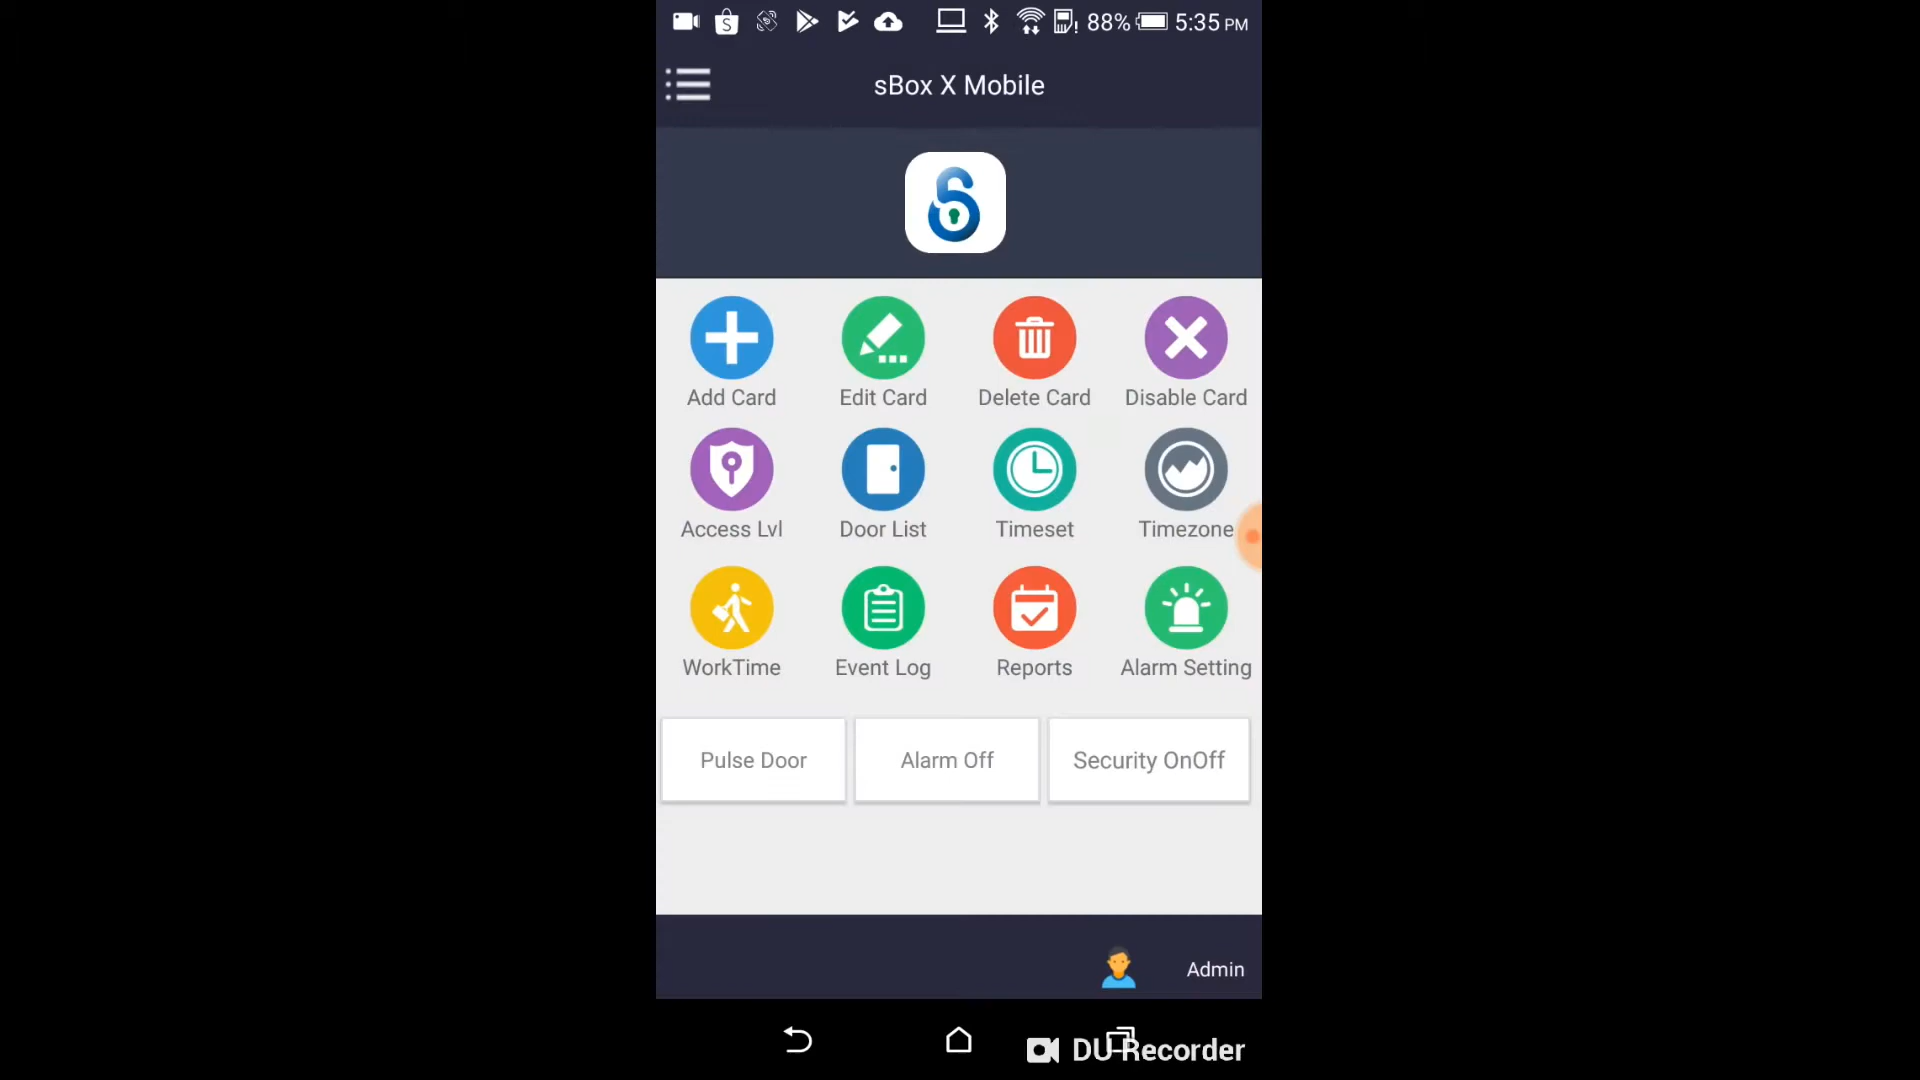 88% 5:35 PM
sBox X Mobile
Add Card Edit Card Delete Card Disable Card
Access Lvl Door List Timeset Timezone
WorkTime Event Log Reports Alarm Setting
Pulse Door Alarm Off Security OnOff
Admin
DU Recorder